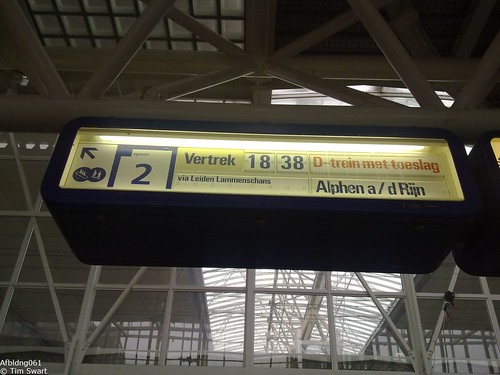 spoor
2
Vertrek 18 38 D-trein met toeslag
via Leiden Lammenschans
Alphen a/d Rijn
Afbldng061
© Tim Swart